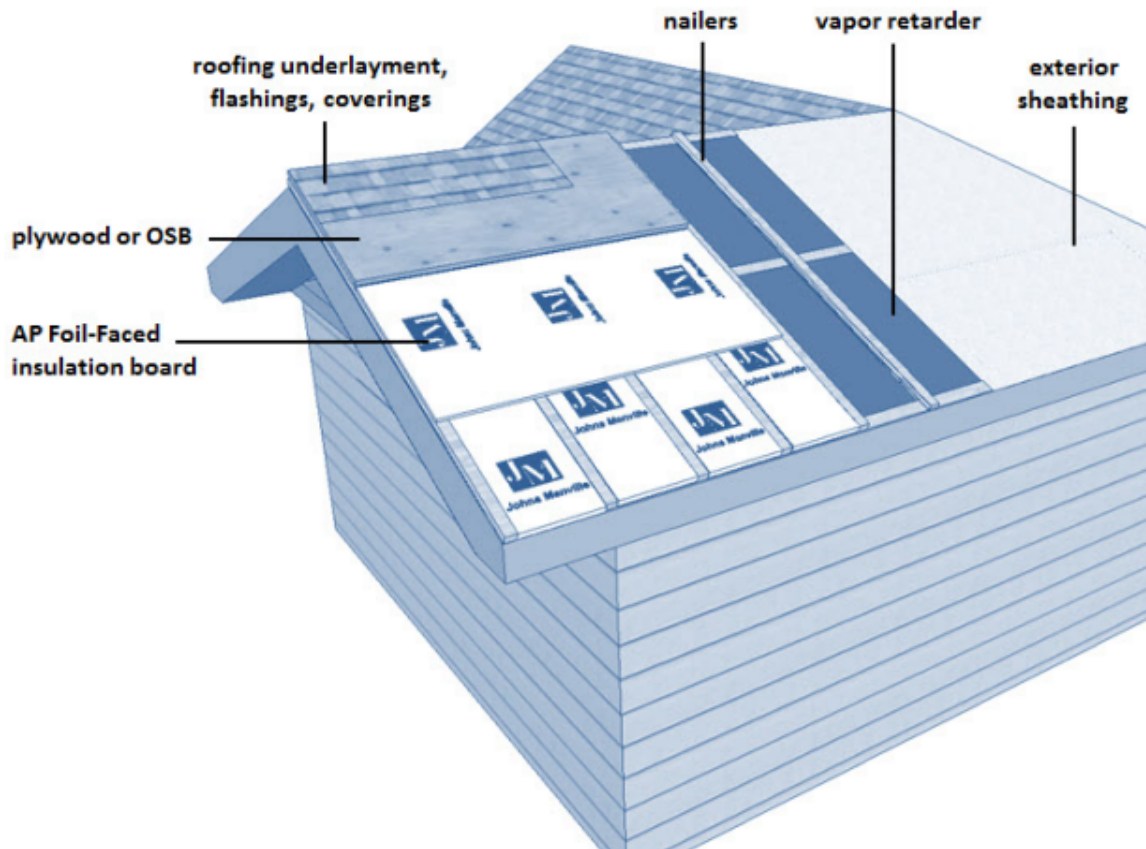 nailers
vapor retarder
roofing underlayment,
flashings, coverings
exterior
sheathing
plywood or OSB
AP Foil-Faced
insulation board
JM
Johns Manville
JM
Johns Manville
JM
Johns Manville
JM
Johns Manville
JM
Johns Manville
JM
Johns Manville
JM
Johns Manville